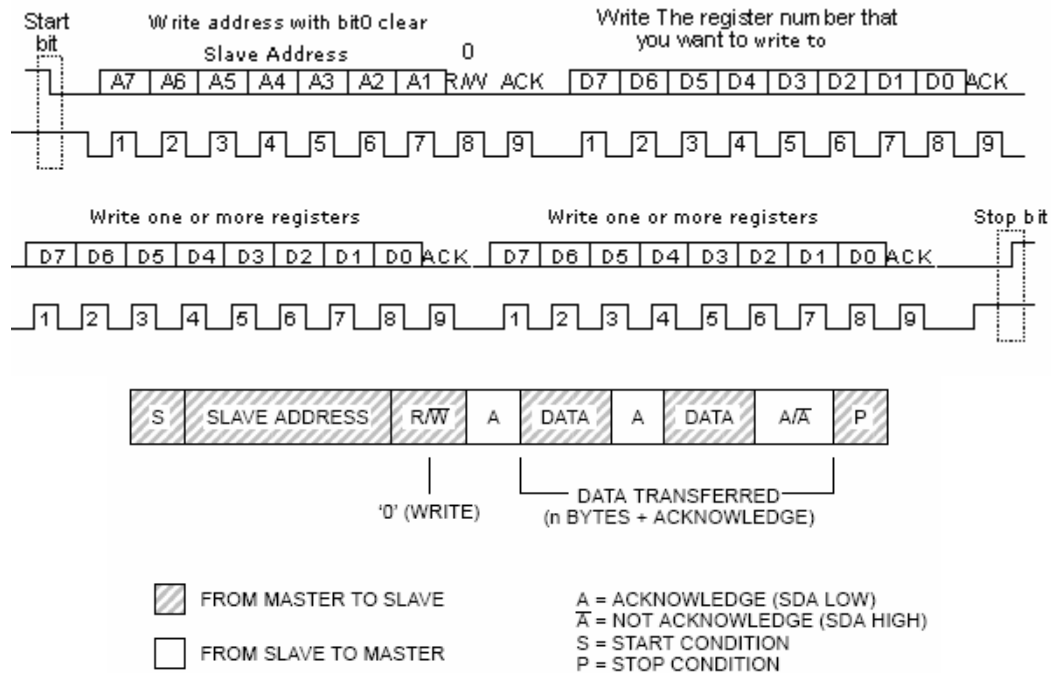 Start bit
Write address with bit0 clear
Write The register number that
you want to write to
Slave Address 0
A7 A6 A5 A4 A3 A2 A1 R/W ACK D7 D6 D5 D4 D3 D2 D1 D0 ACK
1 2 3 4 5 6 7 8 9 1 2 3 4 5 6 7 8 9
Write one or more registers Write one or more registers Stop bit
D7 D6 D5 D4 D3 D2 D1 D0 ACK D7 D6 D5 D4 D3 D2 D1 D0 ACK
1 2 3 4 5 6 7 8 9 1 2 3 4 5 6 7 8 9
S SLAVE ADDRESS R/W̅ A DATA A DATA A/A̅ P
'0' (WRITE)
DATA TRANSFERRED
(n BYTES + ACKNOWLEDGE)
FROM MASTER TO SLAVE
FROM SLAVE TO MASTER
A = ACKNOWLEDGE (SDA LOW)
A̅ = NOT ACKNOWLEDGE (SDA HIGH)
S = START CONDITION
P = STOP CONDITION